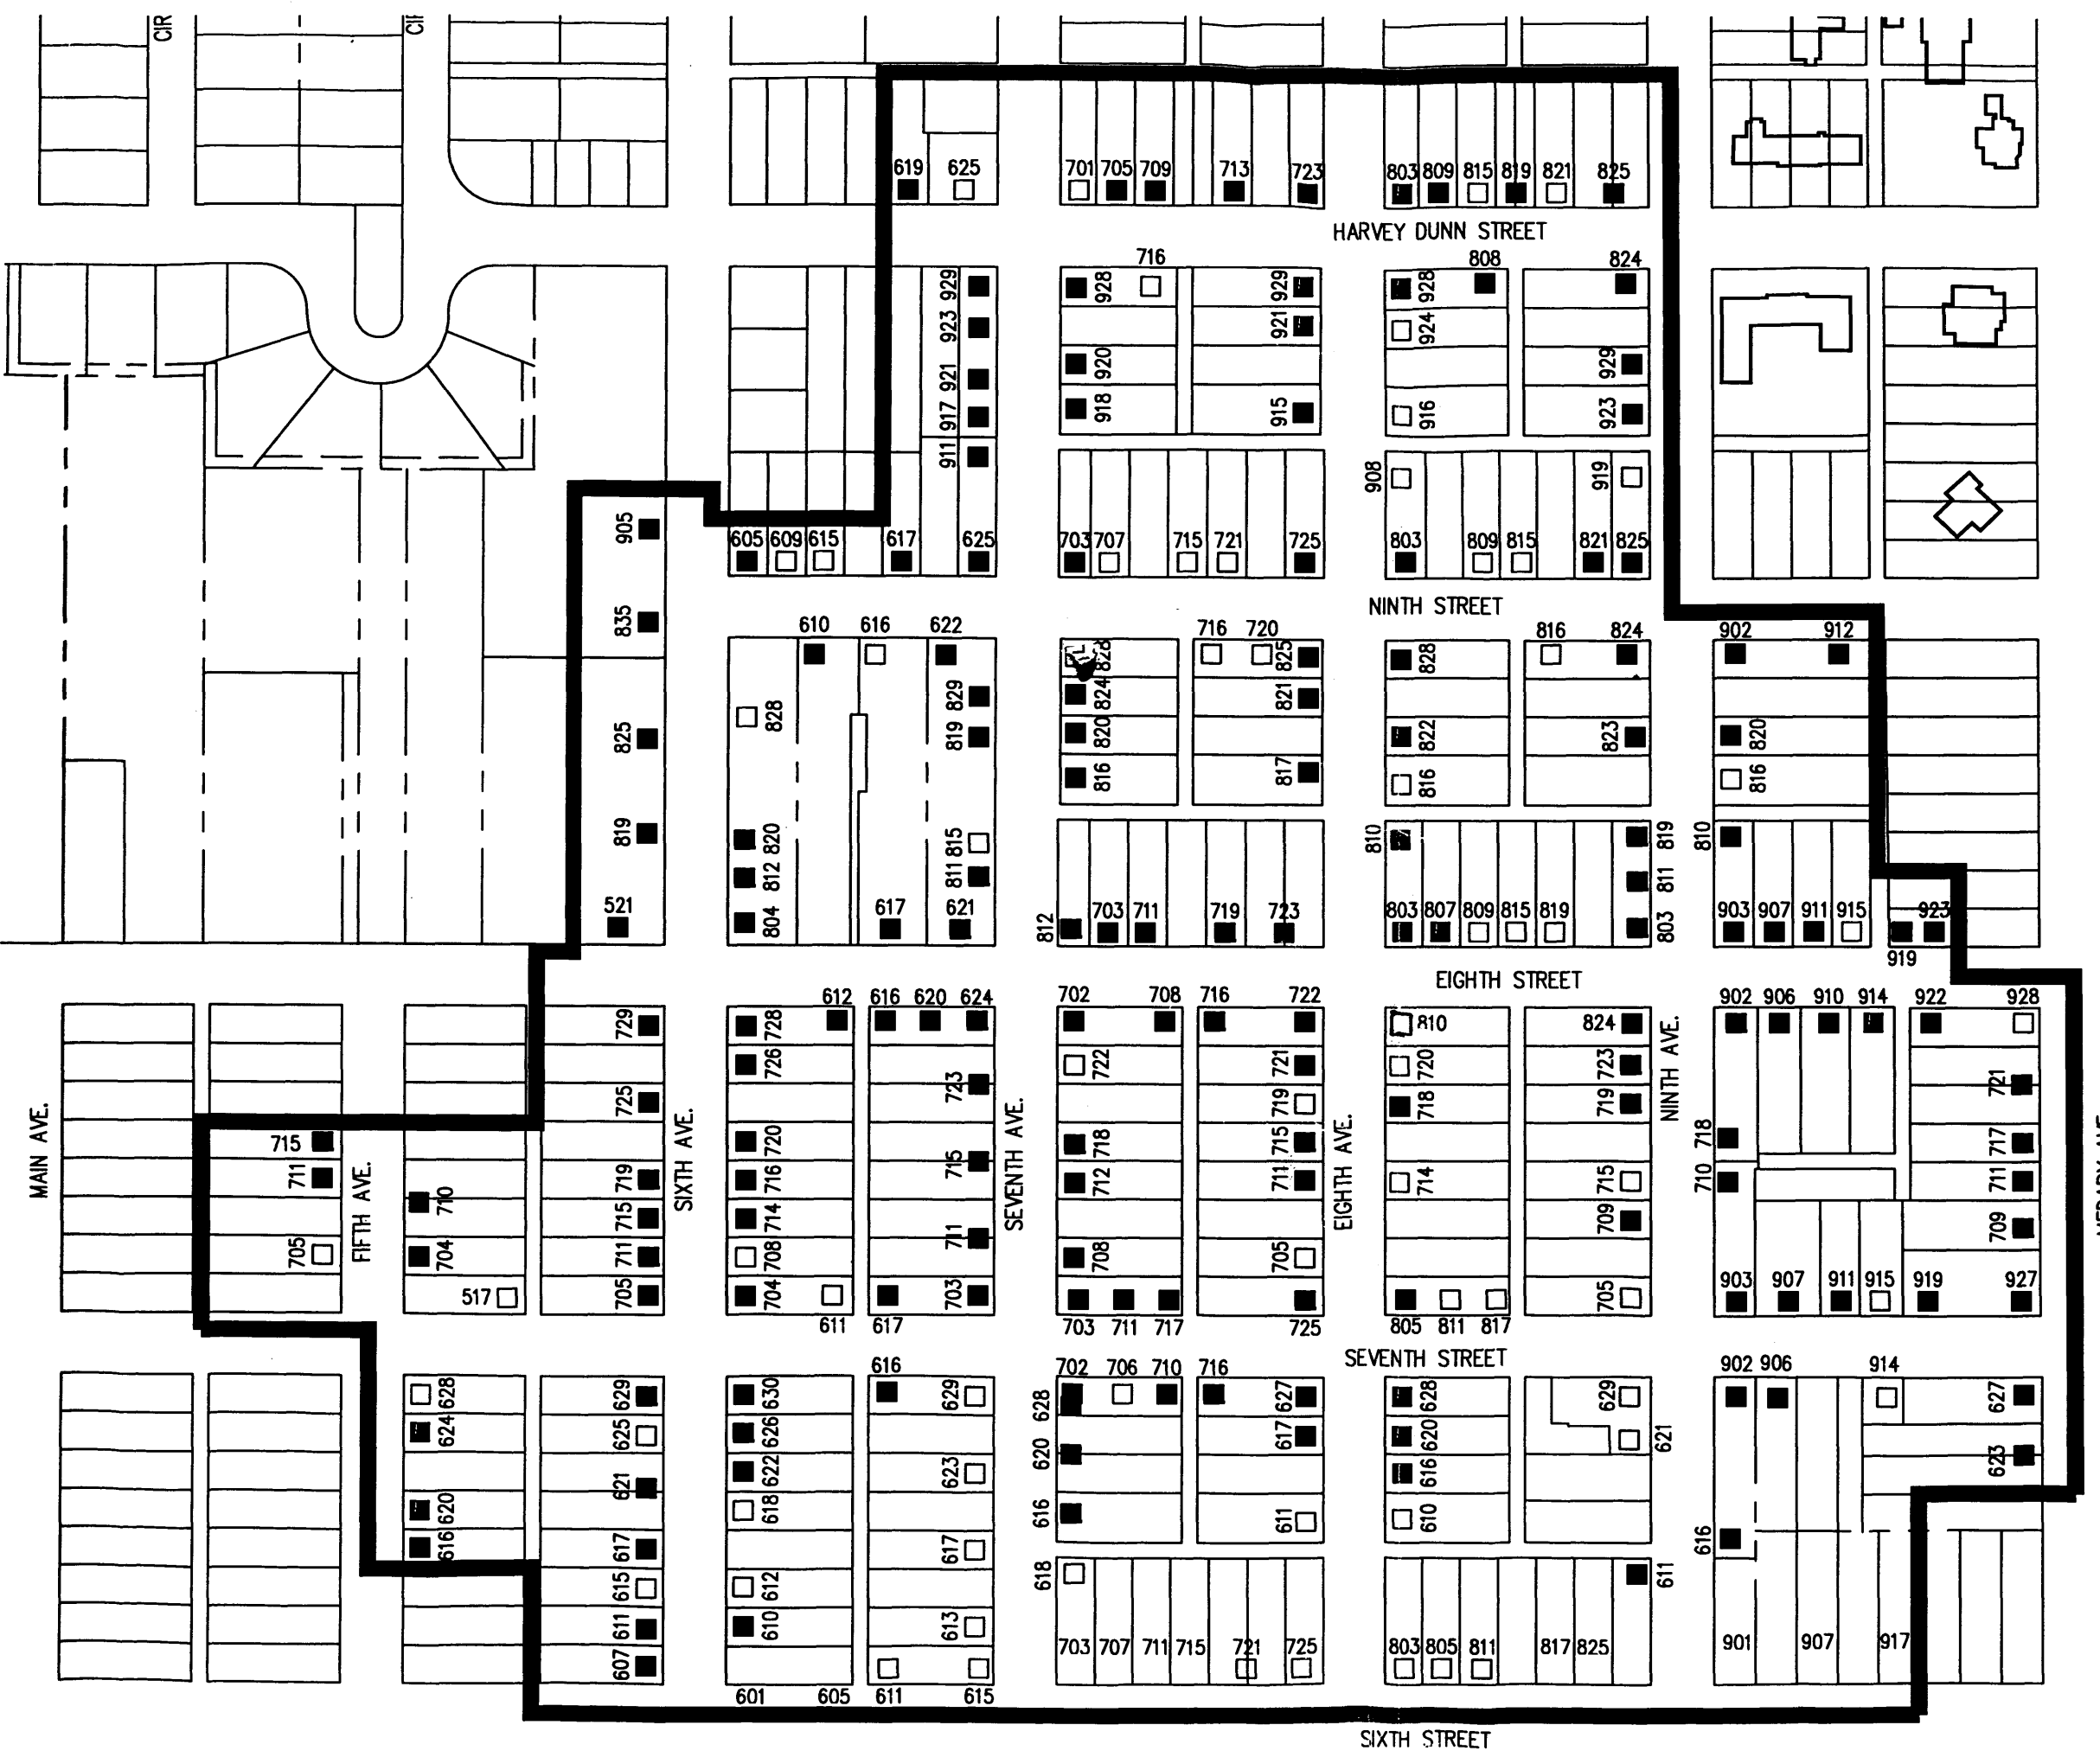 CIR
CIF
619 625 701 705 709 713 723 803 809 815 819 821 825
HARVEY DUNN STREET
716 808 824
929 928 929 928
923 921 924
921 920 929
917 918 915 916 923
911 908 919
905
605 609 615 617 625 703 707 715 721 725 803 809 815 821 825
NINTH STREET
835
610 616 622 716 720 816 824 902 912
828 825 828
829 824 821
828 819 820 822 823 820
825 816 817 816 816
819 820 815 810 819 810
812 811 811
521 804 617 621 812 703 711 719 723 803 807 809 815 819 803 903 907 911 915 923
919
EIGHTH STREET
612 616 620 624 702 708 716 722 902 906 910 914 922 928
729 728 810 824
726 722 721 720 723
725 723 719 718 719 721
MAIN AVE.
FIFTH AVE.
SIXTH AVE.
SEVENTH AVE.
EIGHTH AVE.
NINTH AVE.
715 720 718 715 718 717
711 719 716 715 712 711 714 715 710 711
710 715 714 709 709
705 704 711 708 711 708 705
517 705 704 703 705 903 907 911 915 919 927
611 617 703 711 717 725 805 811 817
SEVENTH STREET
616 702 706 710 716 902 906 914
628 629 630 629 628 627 628 629 627
624 625 626 617 620 621
621 622 623 620 616 623
620 618 616 611 610
616 617 617 616
615 612 618 611
611 610 613 703 707 711 715 721 725 803 805 811 817 825 901 907 917
607
601 605 611 615
SIXTH STREET